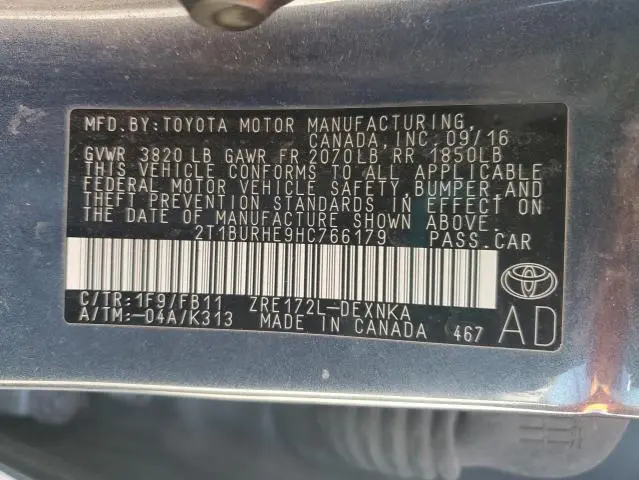 MFD. BY: TOYOTA MOTOR MANUFACTURING,
CANADA, INC. 09/16
GVWR 3820 LB GAWR FR 2070LB RR 1850LB
THIS VEHICLE CONFORMS TO ALL APPLICABLE
FEDERAL MOTOR VEHICLE SAFETY, BUMPER AND
THEFT PREVENTION STANDARDS IN EFFECT ON
THE DATE OF MANUFACTURE SHOWN ABOVE.
2T1BURHE9HC766179 PASS.CAR
C/TR:1F9/FB11 ZRE172L-DEXNKA
A/TM:-04A/K313 MADE IN CANADA 467 AD